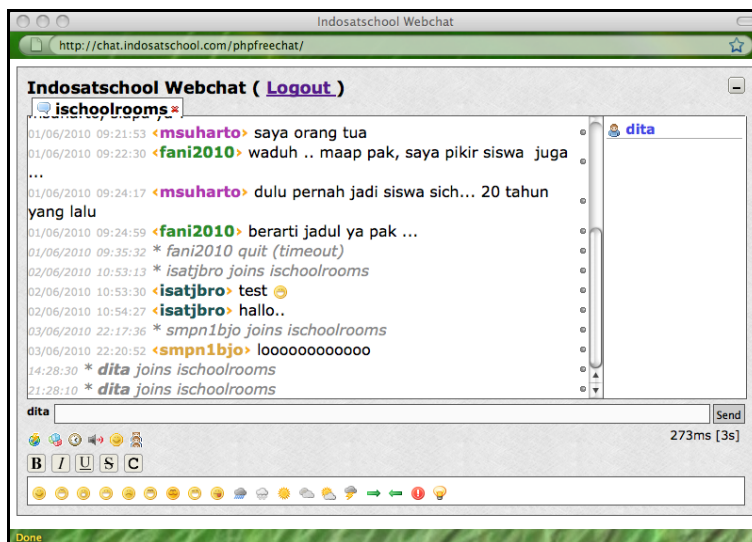 Indosatschool Webchat
http://chat.indosatschool.com/phpfreechat/
Indosatschool Webchat ( Logout )
ischoolrooms
dita
01/06/2010 09:21:53 <msuharto> saya orang tua
01/06/2010 09:22:30 <fani2010> waduh .. maap pak, saya pikir siswa juga
...
01/06/2010 09:24:17 <msuharto> dulu pernah jadi siswa sich... 20 tahun
yang lalu
01/06/2010 09:24:59 <fani2010> berarti jadul ya pak ...
01/06/2010 09:35:32 * fani2010 quit (timeout)
02/06/2010 10:53:13 * isatjbro joins ischoolrooms
02/06/2010 10:53:30 <isatjbro> test
02/06/2010 10:54:27 <isatjbro> hallo..
03/06/2010 22:17:36 * smpn1bjo joins ischoolrooms
03/06/2010 22:20:52 <smpn1bjo> looooooooooooo
14:28:30 * dita joins ischoolrooms
21:28:10 * dita joins ischoolrooms
dita
Send
273ms [3s]
B I U S C
Done